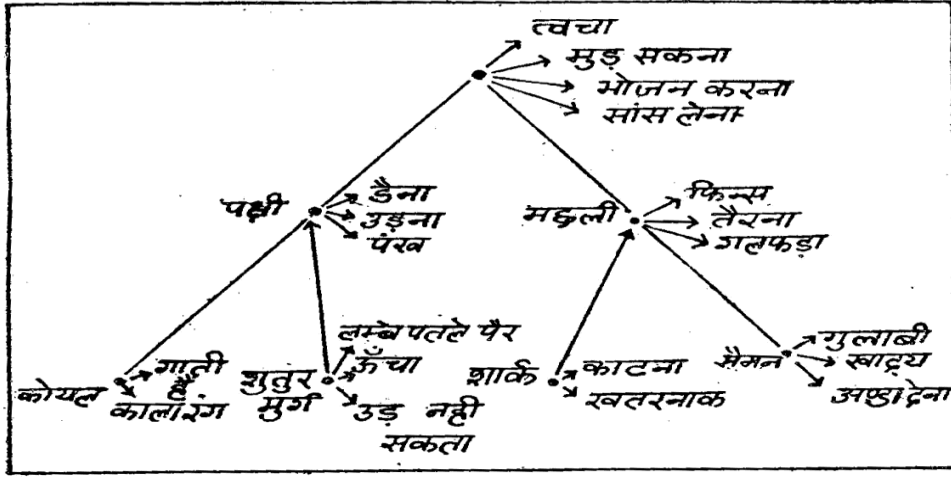 त्वचा
मुड़ सकना
भोजन करना
सांस लेना
पक्षी
डैना
उड़ना
पंख
मछली
फिन्स
तैरना
गलफड़ा
कोयल
गाती है
कालारंग
शुतुर मुर्ग
लम्बे पतले पैर
ऊँचा
उड़ नही
सकता
शार्क
काटना
खतरनाक
सैमन
गुलाबी
खाद्य
अण्डा देना